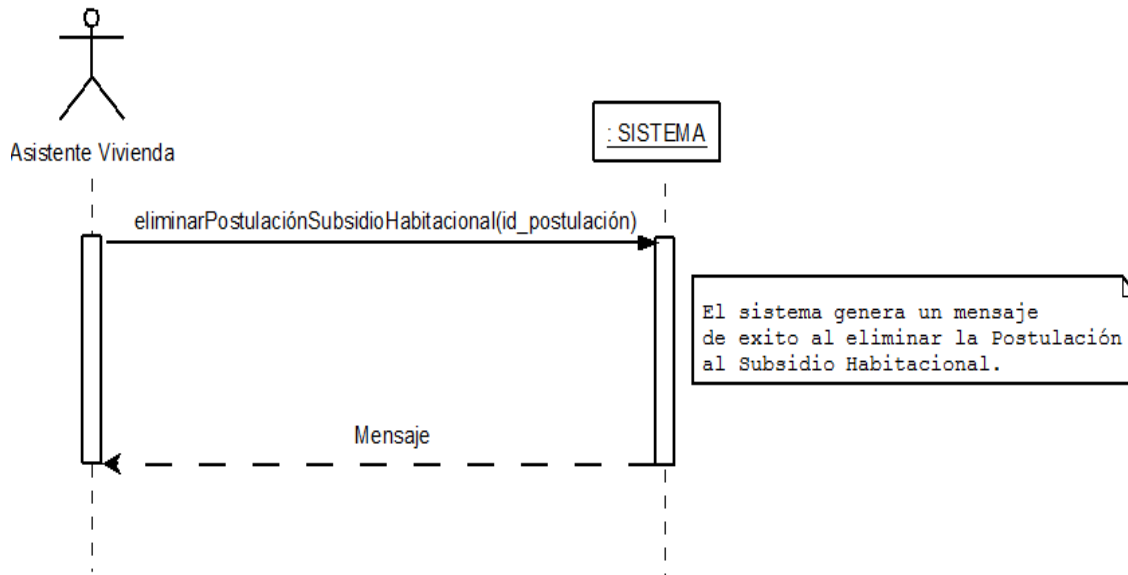 Asistente Vivienda
: SISTEMA
eliminarPostulaciónSubsidioHabitacional(id_postulación)
El sistema genera un mensaje
de exito al eliminar la Postulación
al Subsidio Habitacional.
Mensaje